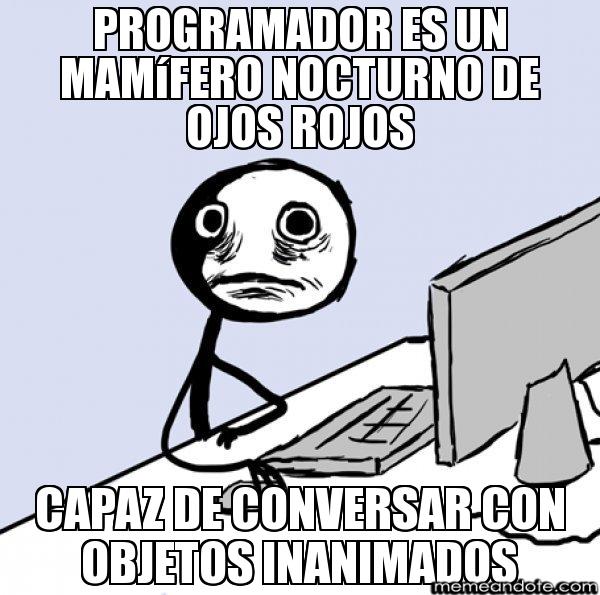 PROGRAMADOR ES UN
MAMíFERO NOCTURNO DE
OJOS ROJOS
CAPAZ DE CONVERSAR CON
OBJETOS INANIMADOS
memeandote.com